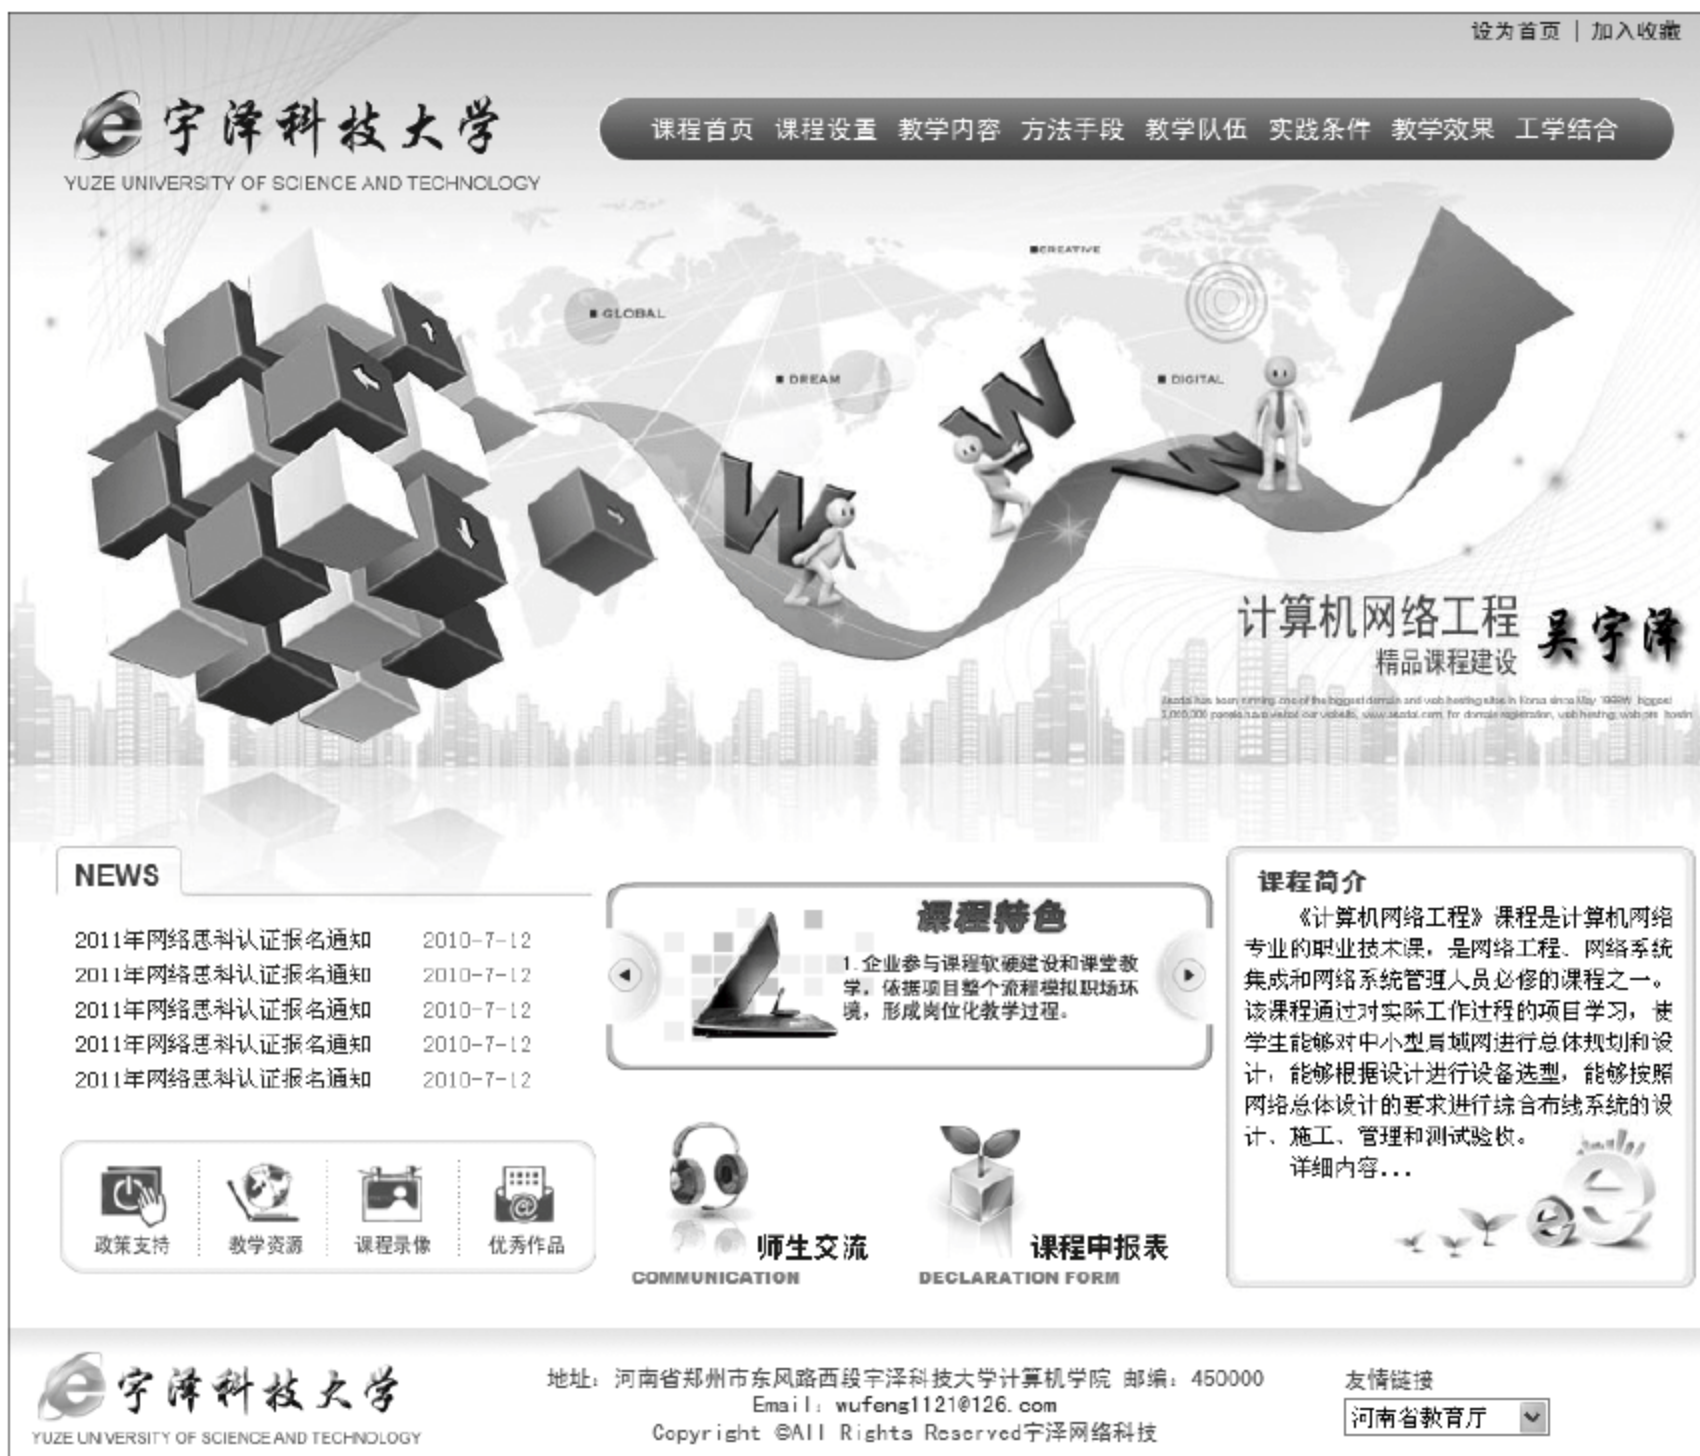 设为首页 | 加入收藏
宇泽科技大学
YUZE UNIVERSITY OF SCIENCE AND TECHNOLOGY
课程首页 课程设置 教学内容 方法手段 教学队伍 实践条件 教学效果 工学结合
CREATIVE
GLOBAL
DREAM
DIGITAL
W
W
W
计算机网络工程
吴宇泽
精品课程建设
NEWS
2011年网络思科认证报名通知 2010-7-12
2011年网络思科认证报名通知 2010-7-12
2011年网络思科认证报名通知 2010-7-12
2011年网络思科认证报名通知 2010-7-12
2011年网络思科认证报名通知 2010-7-12
政策支持 教学资源 课程录像 优秀作品
课程特色
1.企业参与课程软硬建设和课堂教
学，依据项目整个流程模拟职场环
境，形成岗位化教学过程。
师生交流
COMMUNICATION
课程申报表
DECLARATION FORM
课程简介
《计算机网络工程》课程是计算机网络
专业的职业技术课，是网络工程、网络系统
集成和网络系统管理人员必修的课程之一。
该课程通过对实际工作过程的项目学习，使
学生能够对中小型局域网进行总体规划和设
计，能够根据设计进行设备选型，能够按照
网络总体设计的要求进行综合布线系统的设
计、施工、管理和测试验收。
详细内容...
宇泽科技大学
YUZE UNIVERSITY OF SCIENCE AND TECHNOLOGY
地址：河南省郑州市东风路西段宇泽科技大学计算机学院 邮编：450000
Email：wufeng1121@126.com
Copyright ©All Rights Reserved宇泽网络科技
友情链接
河南省教育厅